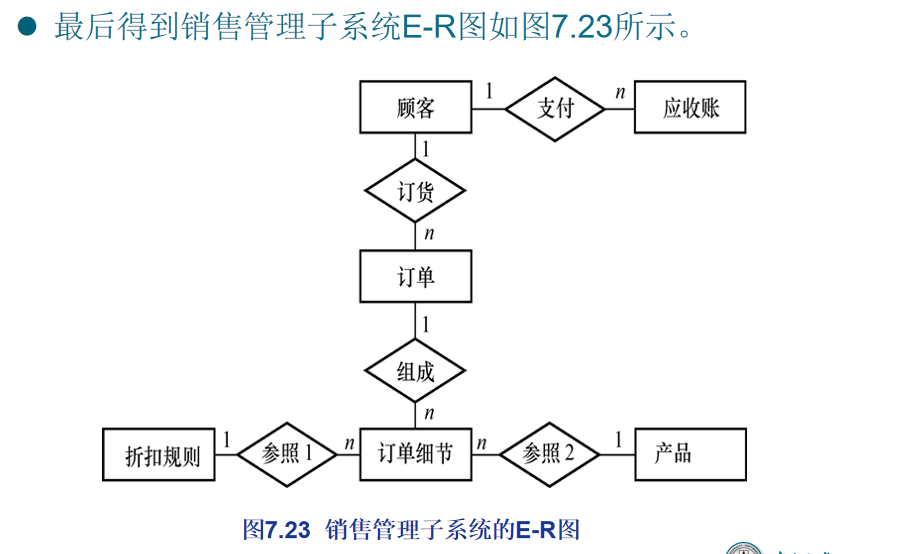 ● 最后得到销售管理子系统E-R图如图7.23所示。
顾客 1 支付 n 应收账
1
订货
n
订单
1
组成
n
折扣规则 1 参照1 n 订单细节 n 参照2 1 产品
图7.23 销售管理子系统的E-R图